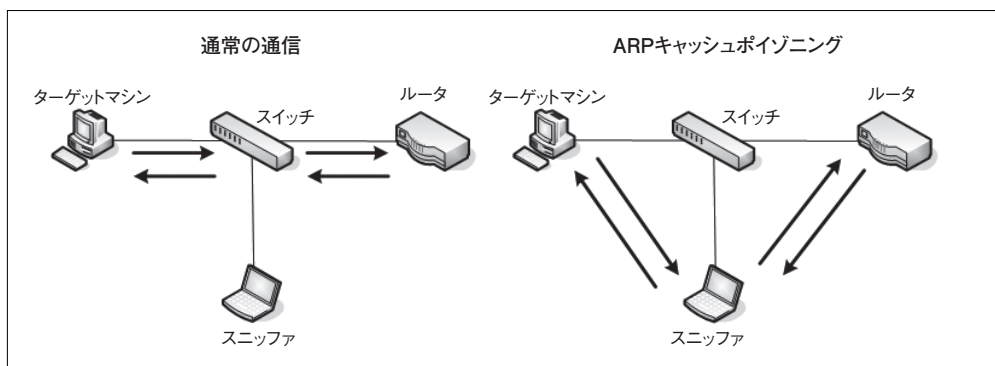 通常の通信
ターゲットマシン
スイッチ
ルータ
スニッファ
ARPキャッシュポイゾニング
ターゲットマシン
スイッチ
ルータ
スニッファ